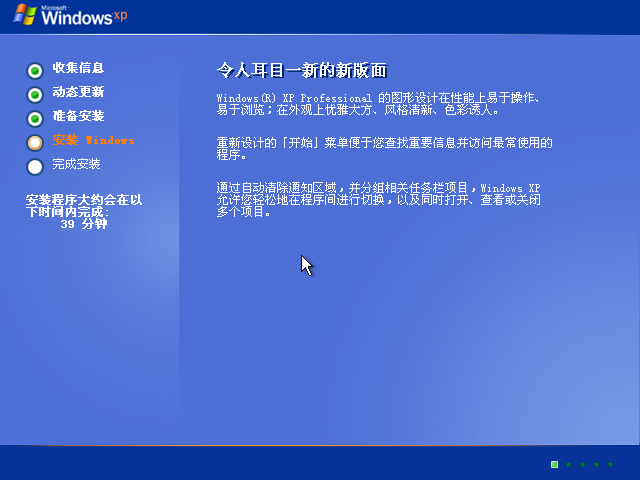 Microsoft
Windows xp
收集信息
动态更新
准备安装
安装 Windows
完成安装
安装程序大约会在以
下时间内完成:
39 分钟
令人耳目一新的新版面
Windows(R) XP Professional 的图形设计在性能上易于操作、
易于浏览；在外观上优雅大方、风格清新、色彩诱人。
重新设计的「开始」菜单便于您查找重要信息并访问最常使用的
程序。
通过自动清除通知区域，并分组相关任务栏项目，Windows XP
允许您轻松地在程序间进行切换，以及同时打开、查看或关闭
多个项目。